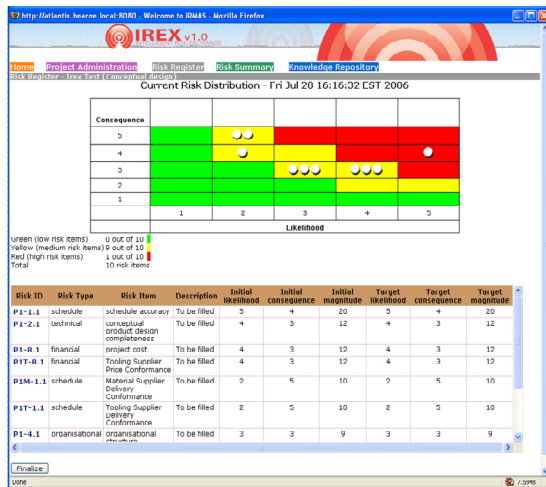 http://atlantis.hearne.local:8080 - Welcome to IRMAS - Mozilla Firefox
IREX v1.0
INTELLIGENT RISK EXCHANGE
Home Project Administration Risk Register Risk Summary Knowledge Repository
Risk Register - Irex Test (Conceptual design)
Current Risk Distribution - Fri Jul 28 16:16:32 EST 2006
Consequence
5
4
3
2
1
1 2 3 4 5
Likelihood
Green (low risk items) 0 out of 10
Yellow (medium risk items) 9 out of 10
Red (high risk items) 1 out of 10
Total 10 risk items
Risk ID Risk Type Risk Item Description Initial likelihood Initial consequence Initial magnitude Target likelihood Target consequence Target magnitude
P1-1.1 schedule schedule accuracy To be filled 5 4 20 5 4 20
P1-2.1 technical conceptual product design completeness To be filled 4 3 12 4 3 12
P1-8.1 financial project cost To be filled 4 3 12 4 3 12
P1T-8.1 financial Tooling Supplier Price Conformance To be filled 4 3 12 4 3 12
P1M-1.1 schedule Material Supplier Delivery Conformance To be filled 2 5 10 2 5 10
P1T-1.1 schedule Tooling Supplier Delivery Conformance To be filled 2 5 10 2 5 10
P1-4.1 organisational organisational structure To be filled 3 3 9 3 3 9
Finalize
Done
7.594s